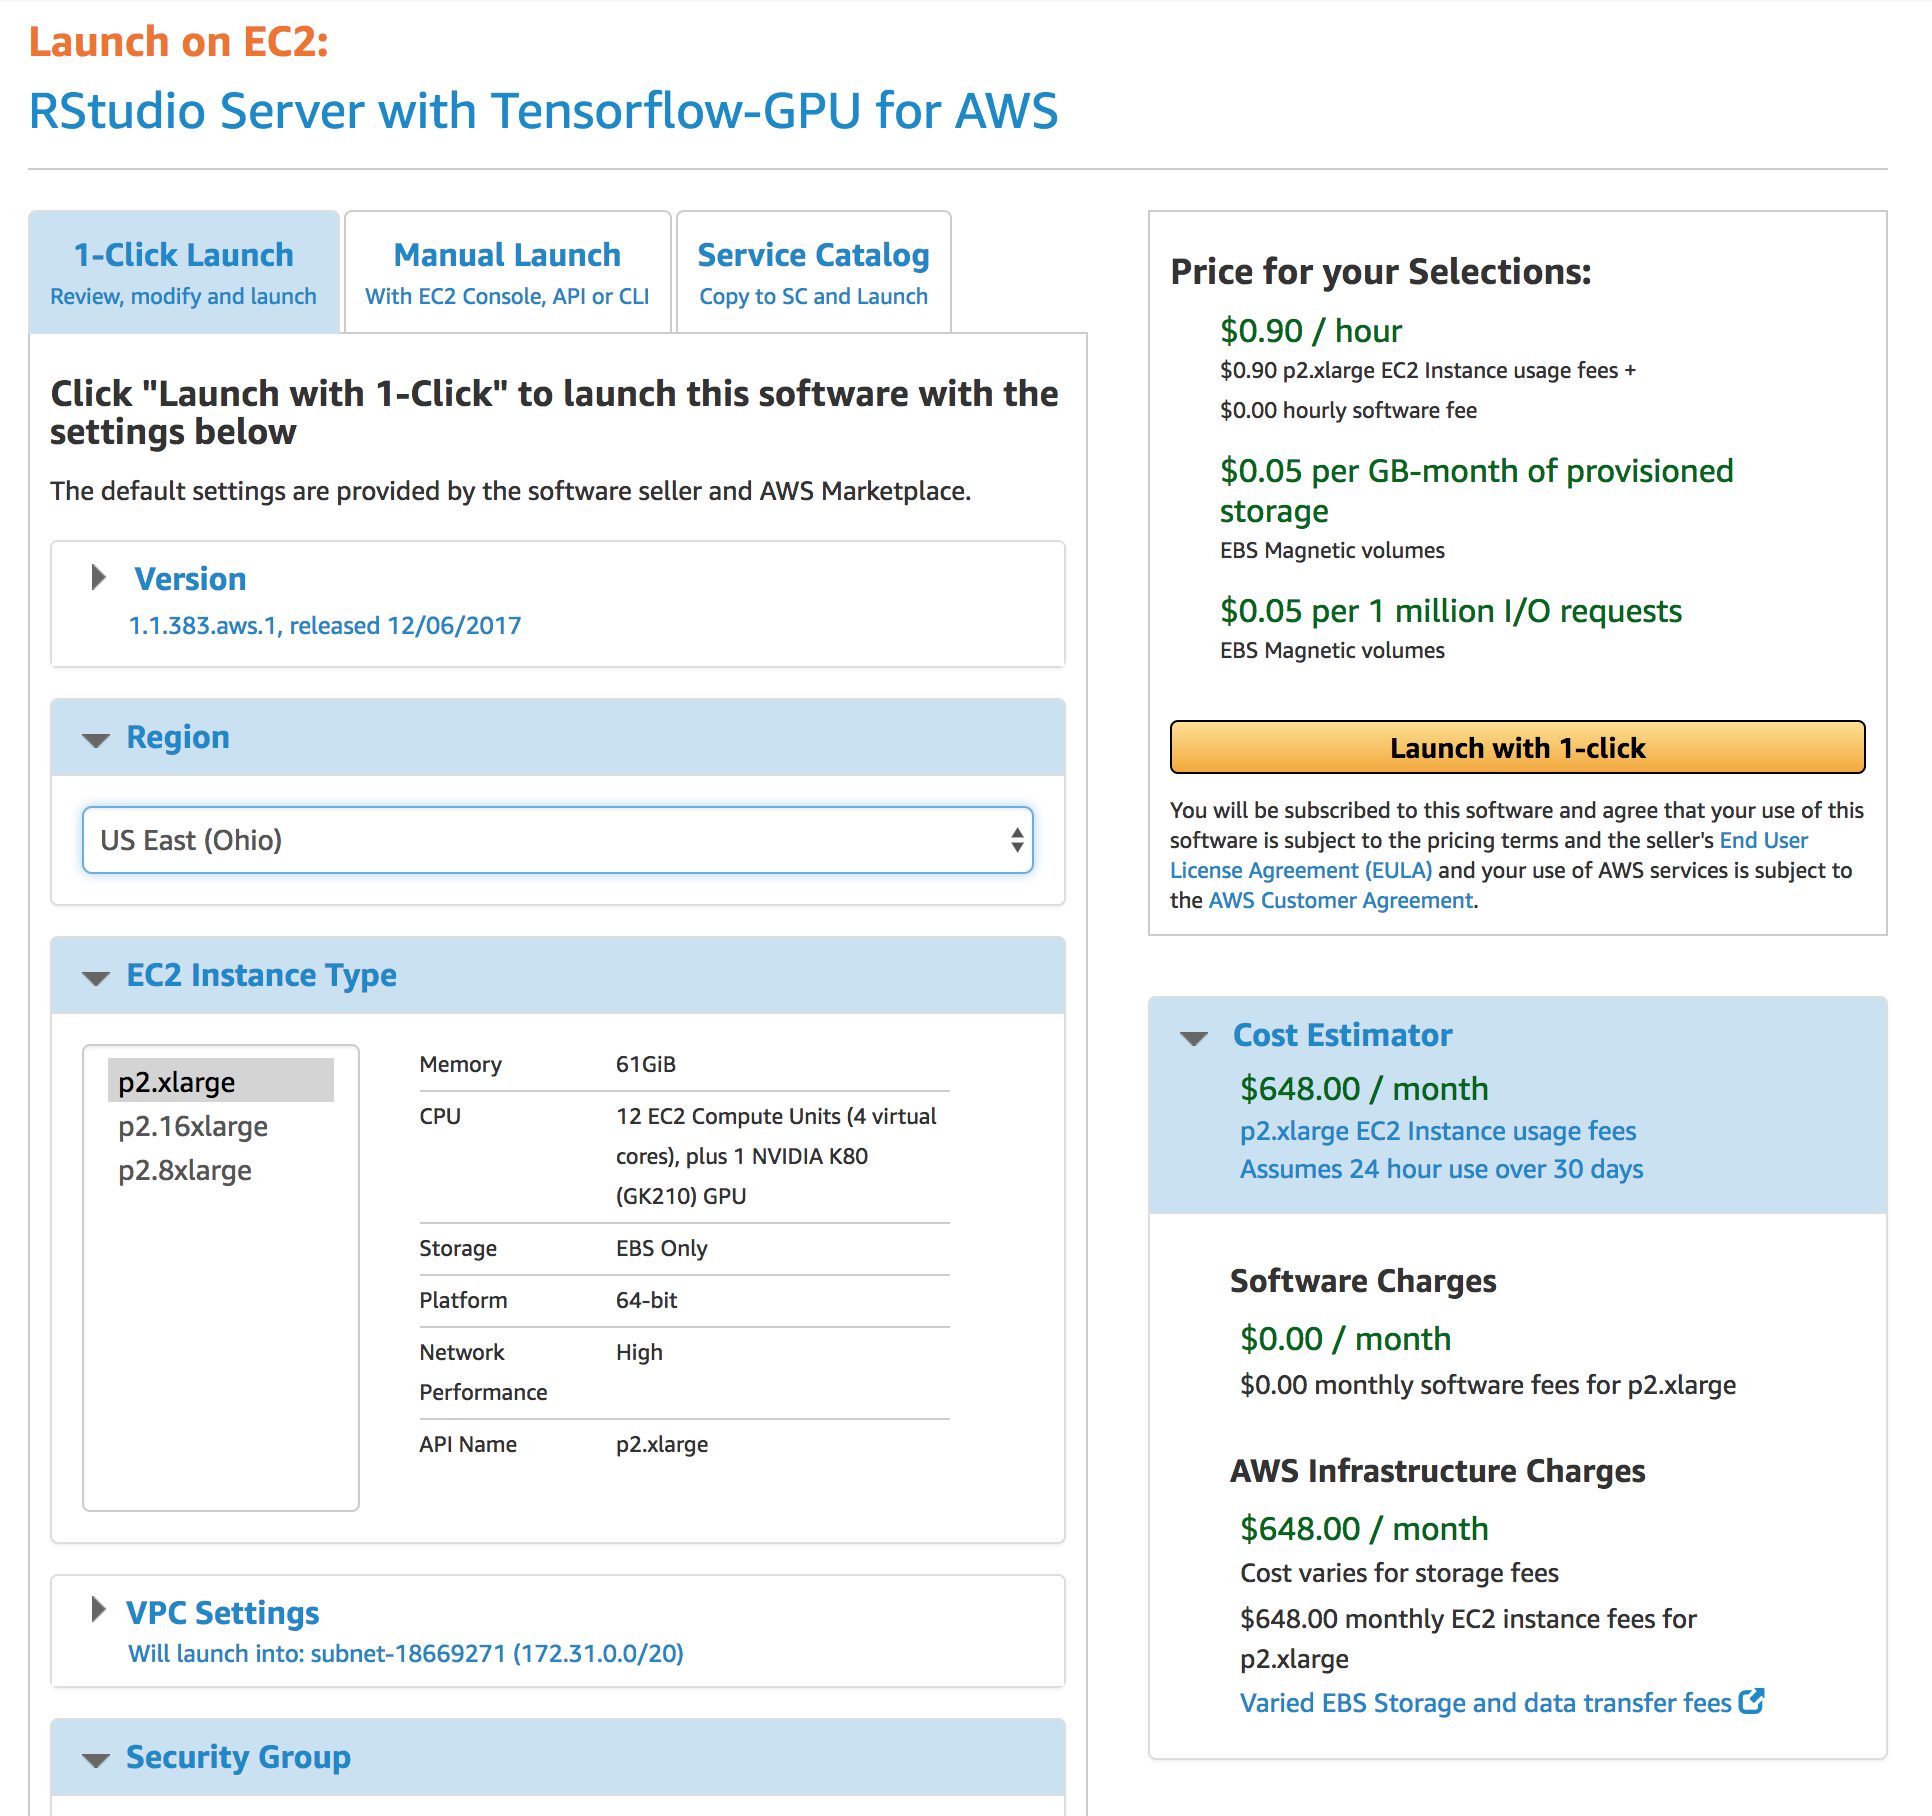 Launch on EC2:
RStudio Server with Tensorflow-GPU for AWS
1-Click Launch
Review, modify and launch
Manual Launch
With EC2 Console, API or CLI
Service Catalog
Copy to SC and Launch
Click "Launch with 1-Click" to launch this software with the
settings below
The default settings are provided by the software seller and AWS Marketplace.
Version
1.1.383.aws.1, released 12/06/2017
Region
US East (Ohio)
EC2 Instance Type
p2.xlarge
p2.16xlarge
p2.8xlarge
Memory 61GiB
CPU 12 EC2 Compute Units (4 virtual
cores), plus 1 NVIDIA K80
(GK210) GPU
Storage EBS Only
Platform 64-bit
Network High
Performance
API Name p2.xlarge
VPC Settings
Will launch into: subnet-18669271 (172.31.0.0/20)
Security Group
Price for your Selections:
$0.90 / hour
$0.90 p2.xlarge EC2 Instance usage fees +
$0.00 hourly software fee
$0.05 per GB-month of provisioned
storage
EBS Magnetic volumes
$0.05 per 1 million I/O requests
EBS Magnetic volumes
Launch with 1-click
You will be subscribed to this software and agree that your use of this
software is subject to the pricing terms and the seller's End User
License Agreement (EULA) and your use of AWS services is subject to
the AWS Customer Agreement.
Cost Estimator
$648.00 / month
p2.xlarge EC2 Instance usage fees
Assumes 24 hour use over 30 days
Software Charges
$0.00 / month
$0.00 monthly software fees for p2.xlarge
AWS Infrastructure Charges
$648.00 / month
Cost varies for storage fees
$648.00 monthly EC2 instance fees for
p2.xlarge
Varied EBS Storage and data transfer fees